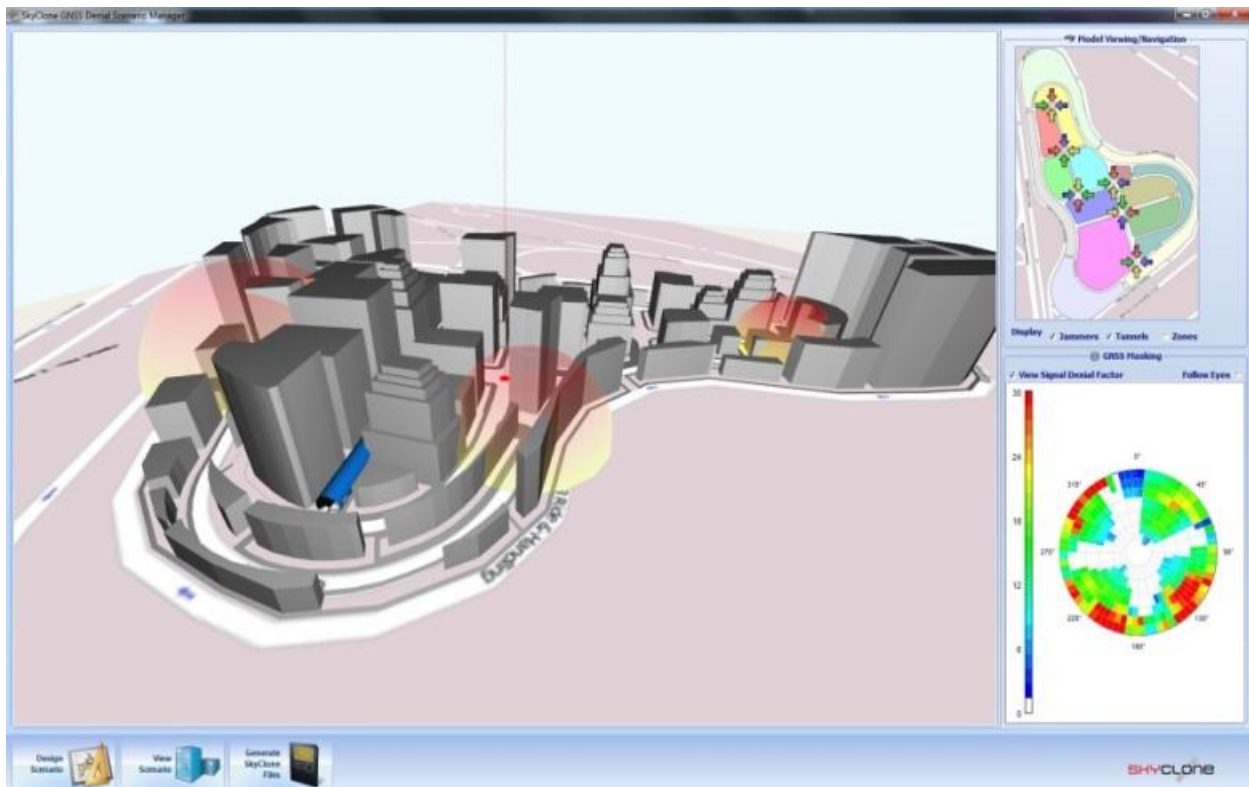 SkyClone GNSS Denial Scenario Manager
Model Viewing/Navigation
Display
Jammers
Tunnels
Zones
GNSS Masking
View Signal Denial Factor
Follow Eyes
30
24
18
12
6
0
0°
45°
90°
135°
180°
225°
270°
315°
Ride & Handling
Design
Scenario
View
Scenario
Generate
SkyClone
Files
SKYCLONE